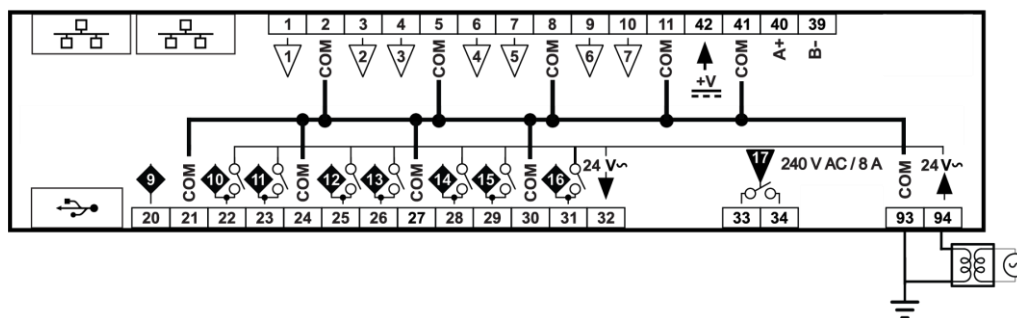 1 2 3 4 5 6 7 8 9 10 11 42 41 40 39
1 COM 2 3 COM 4 5 COM 6 7 COM +V COM A+ B-
9 COM 10 11 COM 12 13 COM 14 15 COM 16 24 V~ 17 240 V AC / 8 A COM 24 V~
20 21 22 23 24 25 26 27 28 29 30 31 32 33 34 93 94